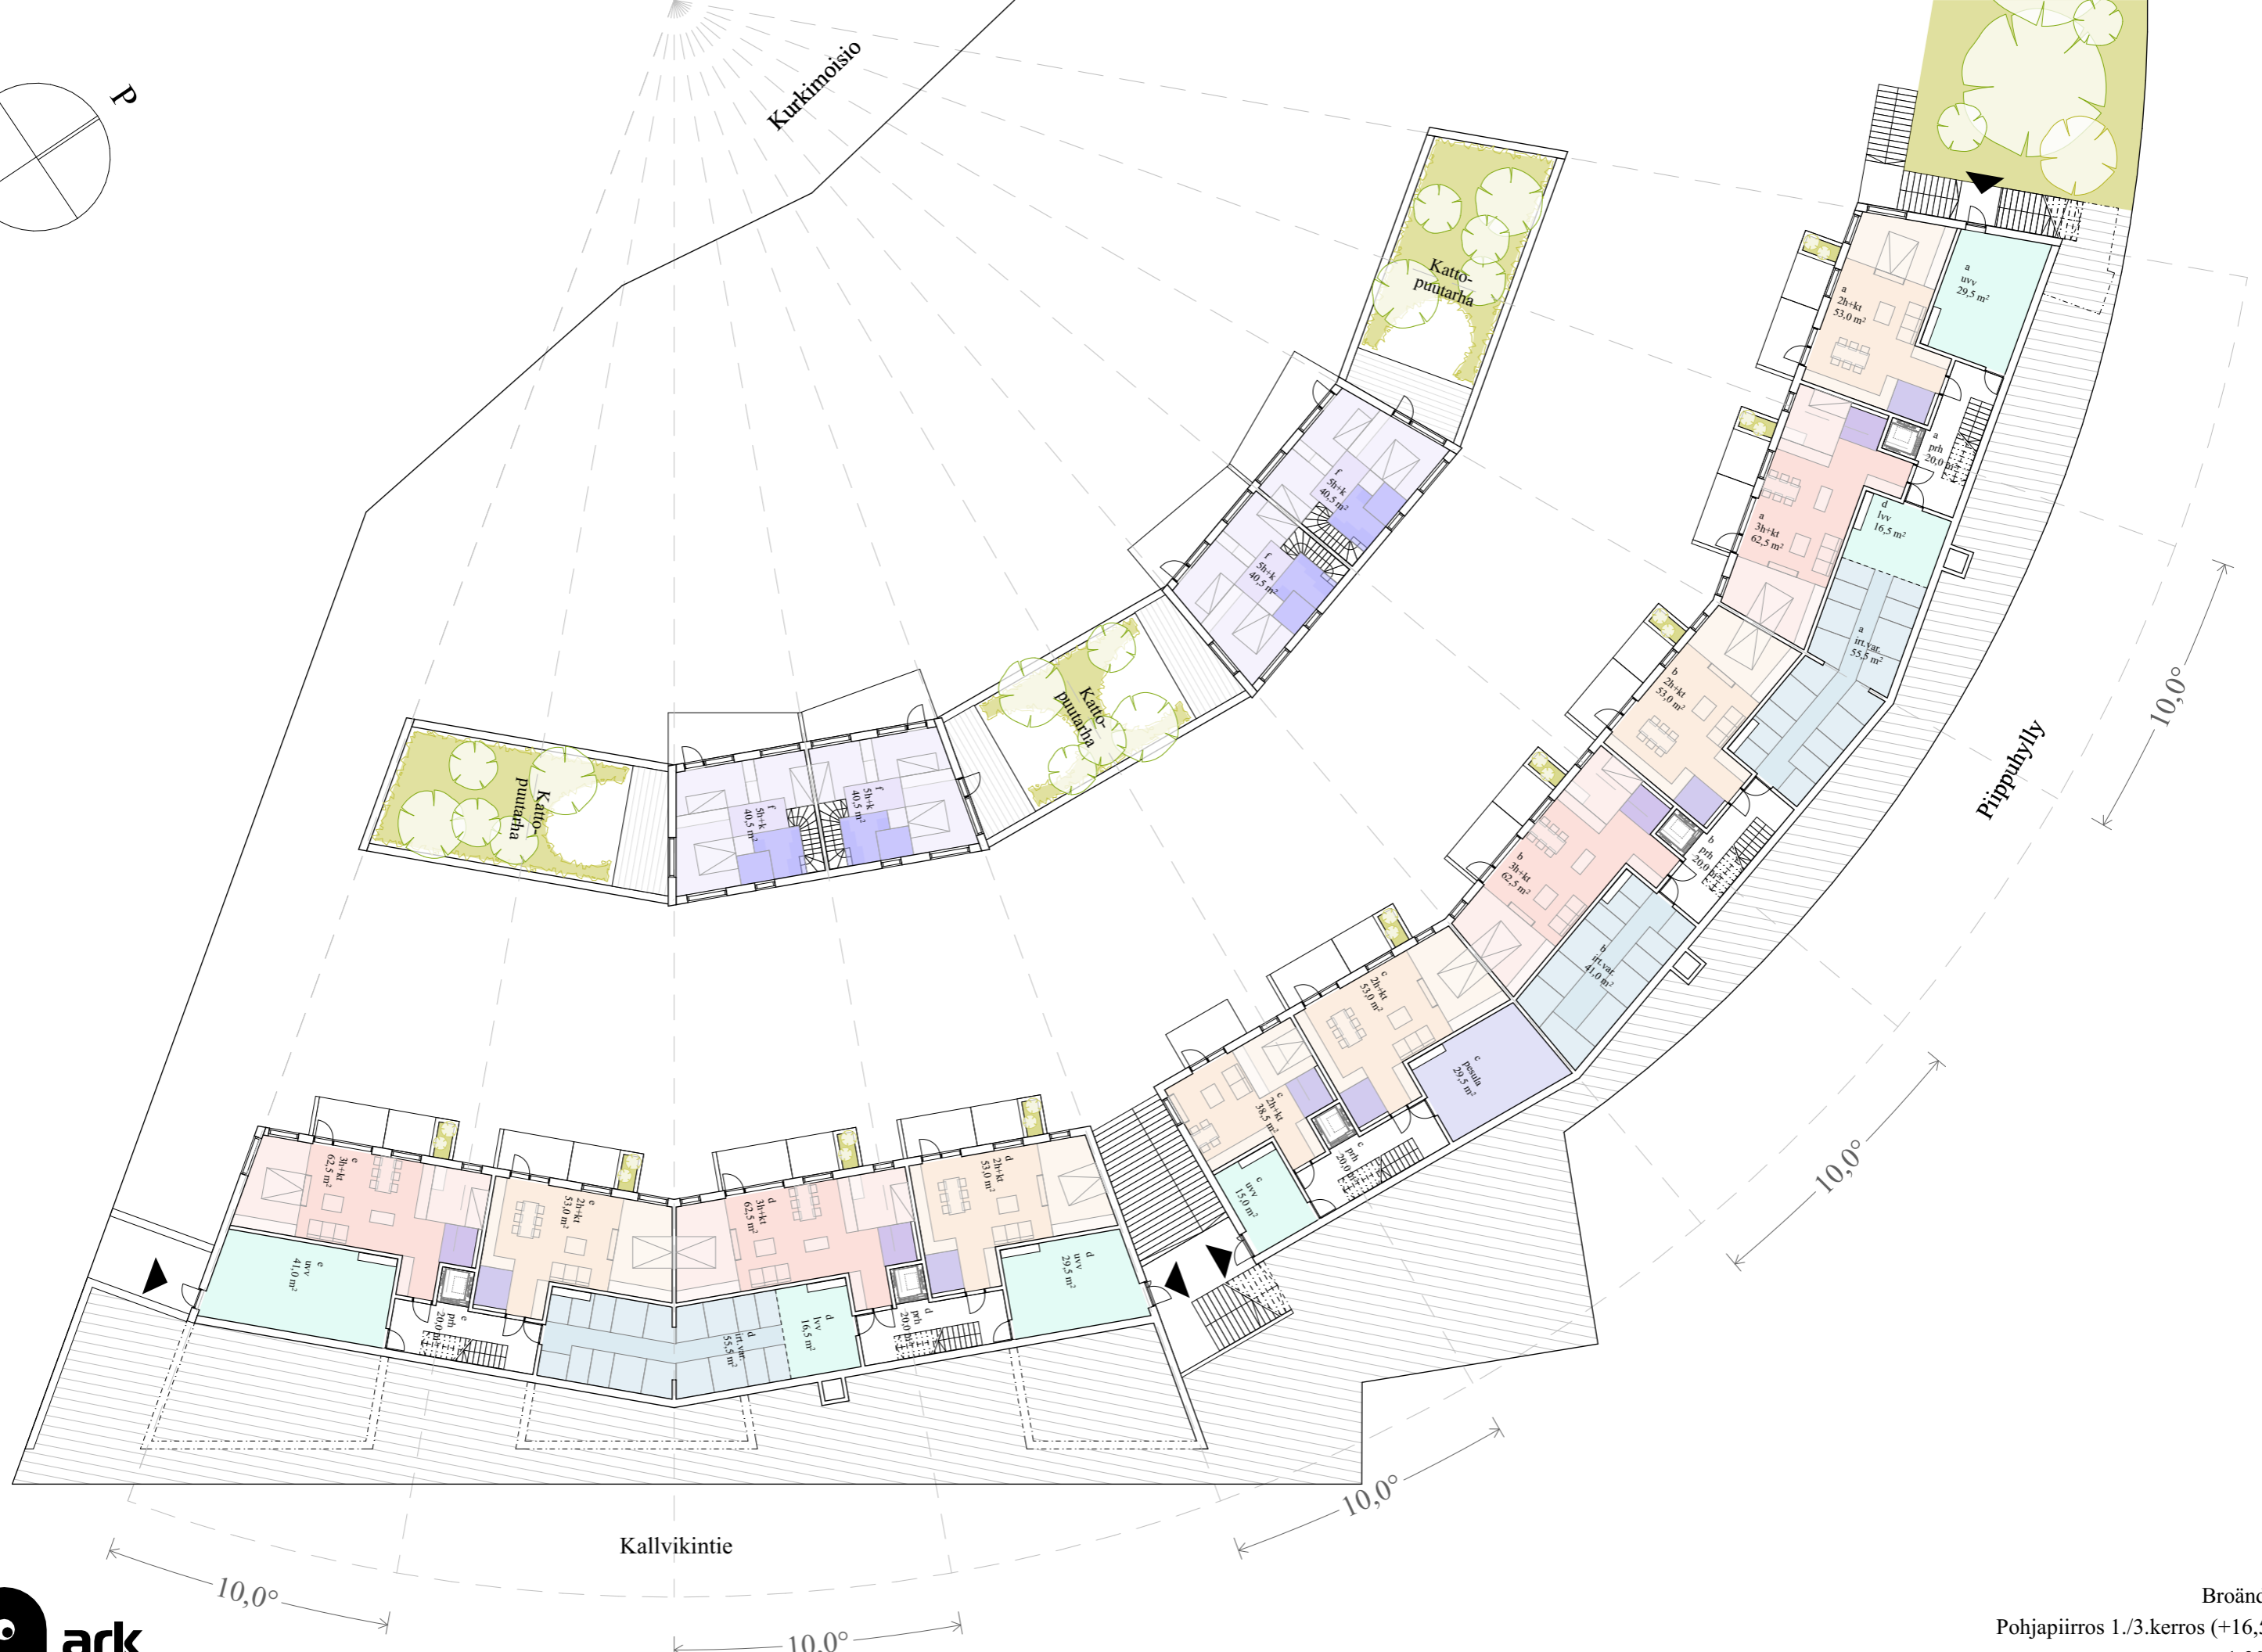 P
Kurkimoisio
Katto-
puutarha
a
uvv
29,5 m²
a
2h+kt
53,0 m²
a
prh
20,0 m²
a
3h+kt
62,5 m²
d
lvv
16,5 m²
a
irt.var.
55,5 m²
f
5h+k
40,5 m²
f
5h+k
40,5 m²
b
2h+kt
53,0 m²
10,0°
Piippuhylly
Katto-
puutarha
Katto-
puutarha
f
5h+k
40,5 m²
f
5h+k
40,5 m²
b
prh
20,0 m²
b
3h+kt
62,5 m²
b
irt.var.
41,0 m²
c
2h+kt
53,0 m²
c
pesula
29,5 m²
c
2h+kt
38,5 m²
c
prh
20,0 m²
c
uvv
15,0 m²
10,0°
e
3h+kt
62,5 m²
e
2h+kt
53,0 m²
d
3h+kt
62,5 m²
d
2h+kt
53,0 m²
e
uvv
41,0 m²
e
prh
20,0 m²
d
irt.var.
55,5 m²
d
lvv
16,5 m²
d
prh
20,0 m²
d
uvv
29,5 m²
10,0°
Kallvikintie
10,0°
10,0°
ark
Broänd
Pohjapiirros 1./3.kerros (+16,5